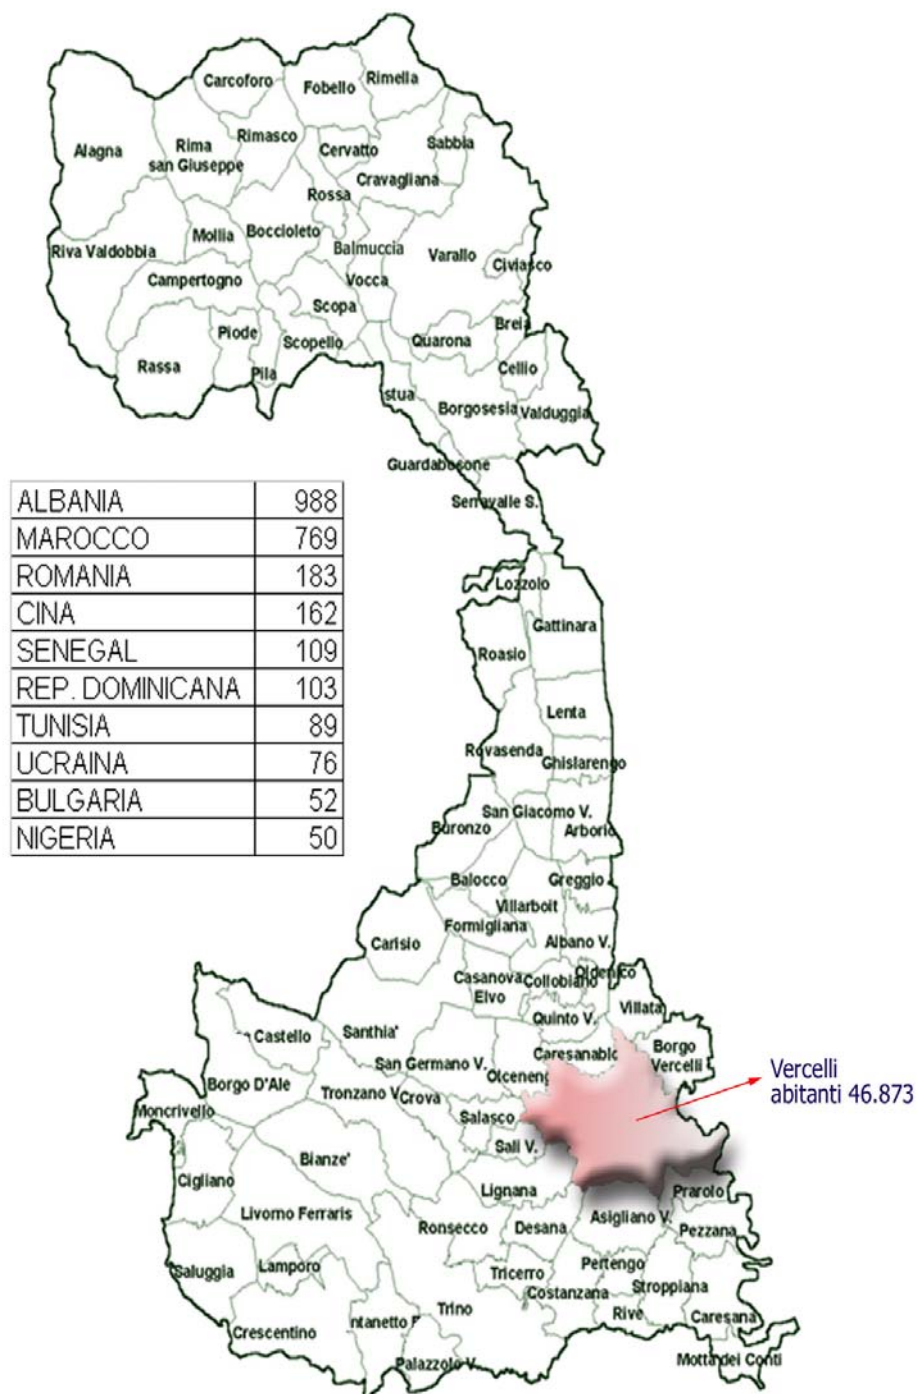 Carcoforo
Fobello
Rimella
Alagna
Rima
san Giuseppe
Rimasco
Cervatto
Sabbia
Cravagliana
Rossa
Riva Valdobbia
Mollia
Boccioleto
Balmuccia
Varallo
Civiasco
Campertogno
Vocca
Scopa
Piode
Scopello
Quarona
Breia
Rassa
Pila
Cellio
stua
Borgosesia
Valduggia
Guardabosone
Serravalle S.
ALBANIA 988
MAROCCO 769
ROMANIA 183
CINA 162
SENEGAL 109
REP. DOMINICANA 103
TUNISIA 89
UCRAINA 76
BULGARIA 52
NIGERIA 50
Lozzolo
Gattinara
Roasio
Lenta
Rovasenda
Ghislarengo
San Giacomo V.
Buronzo
Arborio
Balocco
Greggio
Villarboit
Formigliana
Carisio
Albano V.
Casanova
Elvo
Collobiano
Oldenico
Villata
Quinto V.
Castello
Santhia'
San Germano V.
Caresanablo
Borgo
Vercelli
Olceneng
Borgo D'Ale
Tronzano V.
Crova
Vercelli
abitanti 46.873
Moncrivello
Salasco
Sali V.
Bianze'
Cigliano
Lignana
Prarolo
Livorno Ferraris
Ronsecco
Desana
Asigliano V.
Pezzana
Saluggia
Lamporo
Tricerro
Pertengo
Costanzana
Stroppiana
Trino
Rive
Caresana
Crescentino
ntanetto
Palazzolo V.
Motta dei Conti